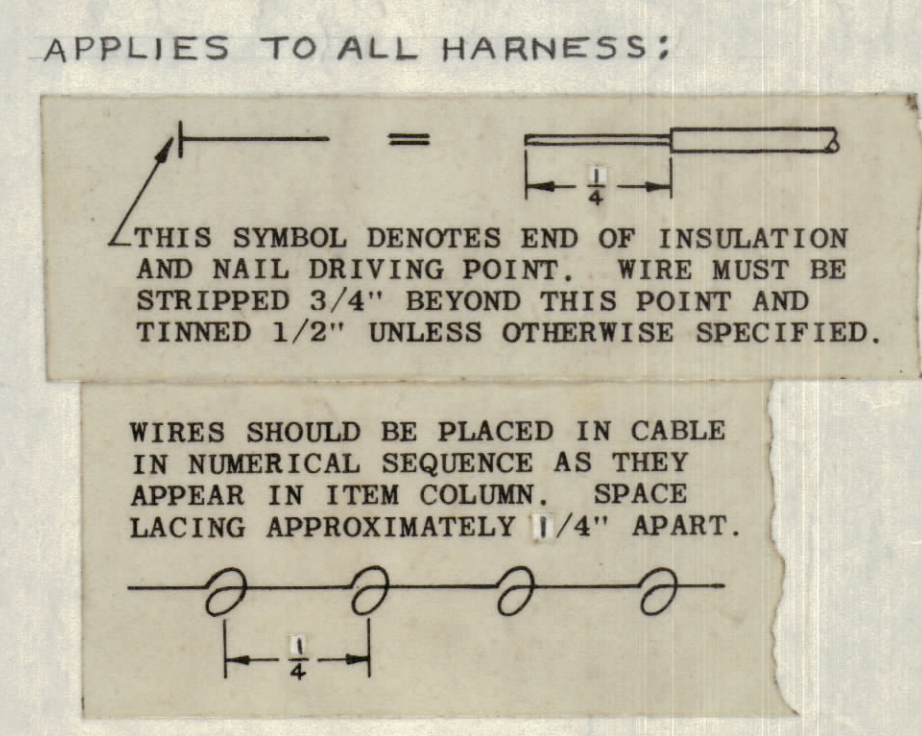 APPLIES TO ALL HARNESS:
=
1/4
THIS SYMBOL DENOTES END OF INSULATION
AND NAIL DRIVING POINT. WIRE MUST BE
STRIPPED 3/4" BEYOND THIS POINT AND
TINNED 1/2" UNLESS OTHERWISE SPECIFIED.
WIRES SHOULD BE PLACED IN CABLE
IN NUMERICAL SEQUENCE AS THEY
APPEAR IN ITEM COLUMN. SPACE
LACING APPROXIMATELY 1/4" APART.
1/4